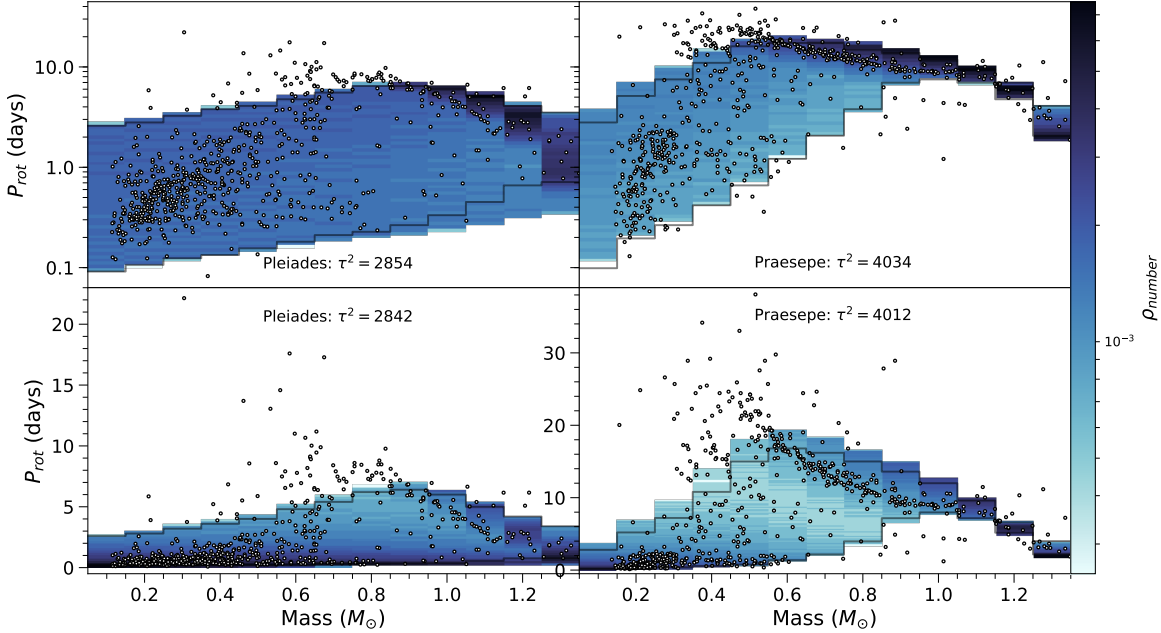 10.0
1.0
0.1
P_rot (days)
Pleiades: τ² = 2854
Praesepe: τ² = 4034
ρ_number
10⁻³
Pleiades: τ² = 2842
Praesepe: τ² = 4012
20
15
10
5
0
P_rot (days)
30
20
10
0
0.2 0.4 0.6 0.8 1.0 1.2
0.2 0.4 0.6 0.8 1.0 1.2
Mass (M☉)
Mass (M☉)